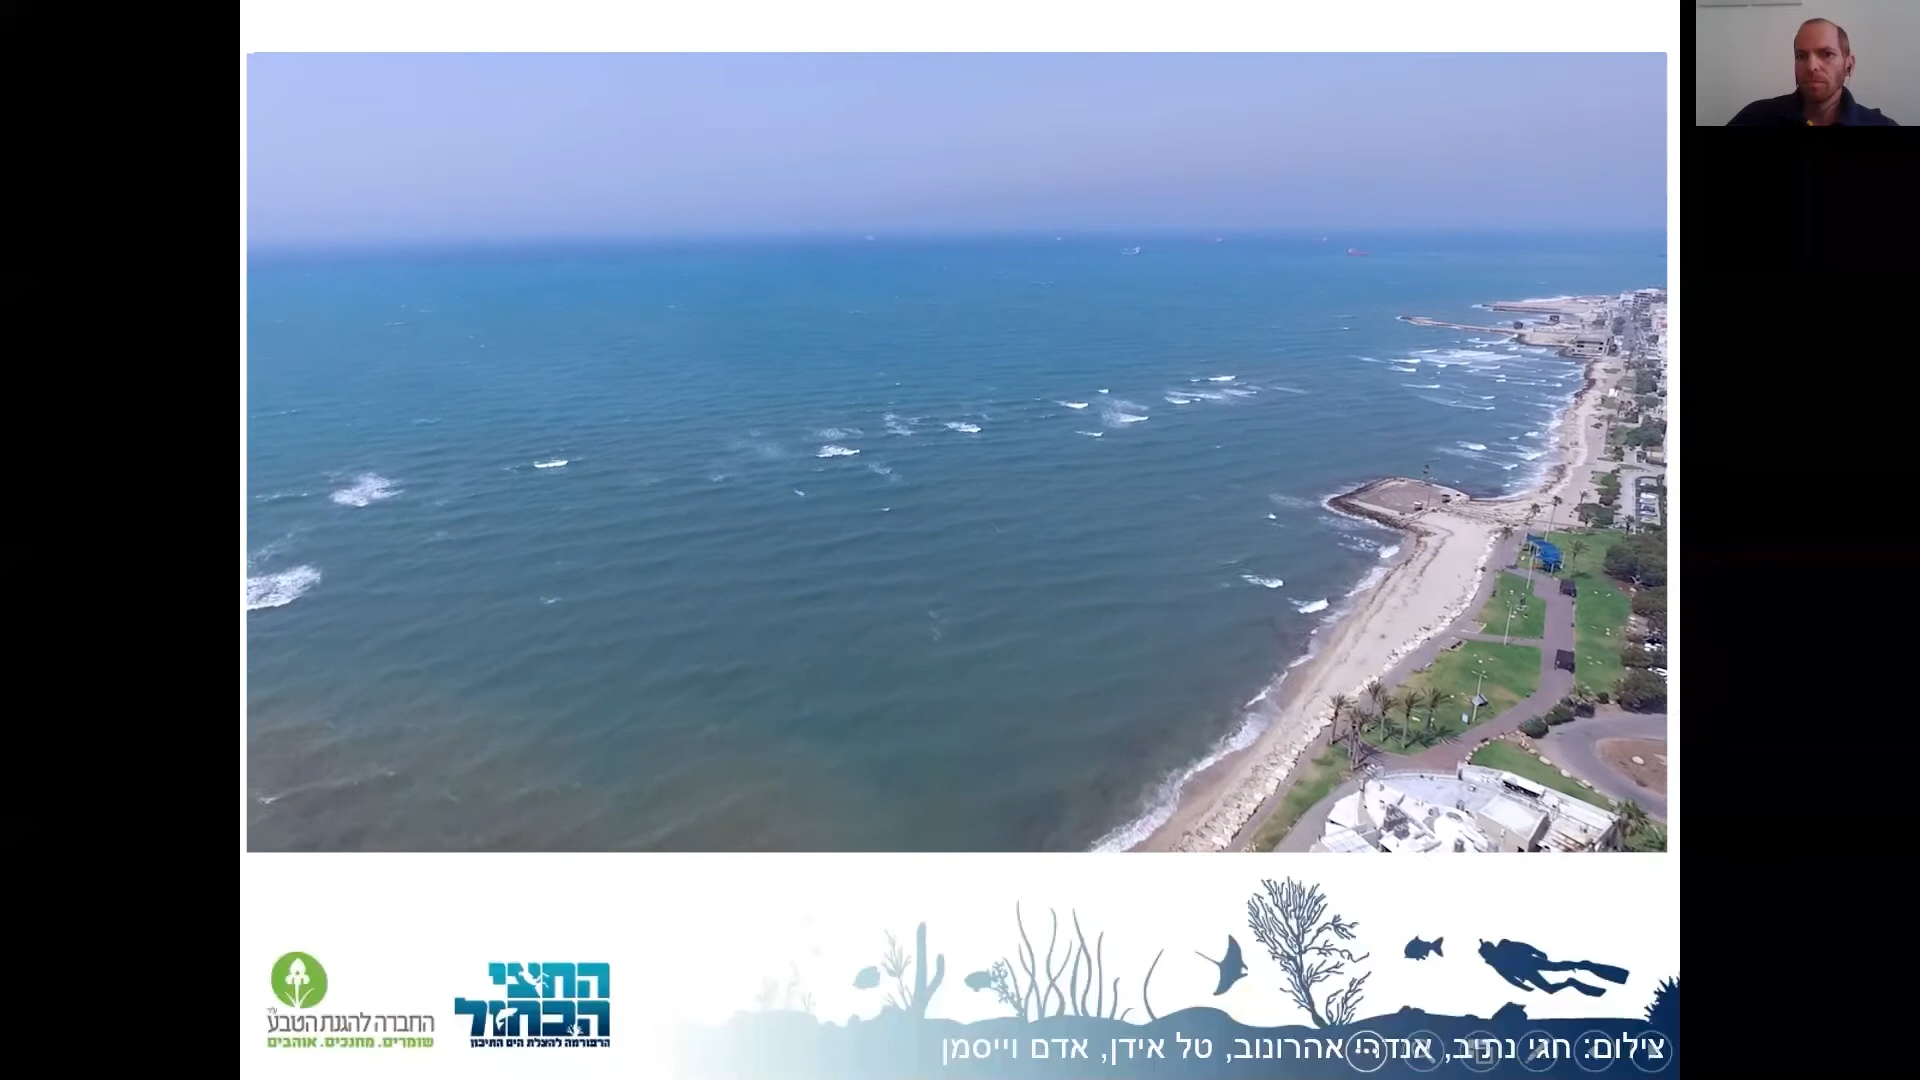 החברה להגנת הטבע
שומרים. מחנכים. אוהבים
החצי
הכחול
הרפורמה להצלת הים התיכון
צילום: חגי נתיב, אנדרי אהרונוב, טל אידן, אדם וייסמן